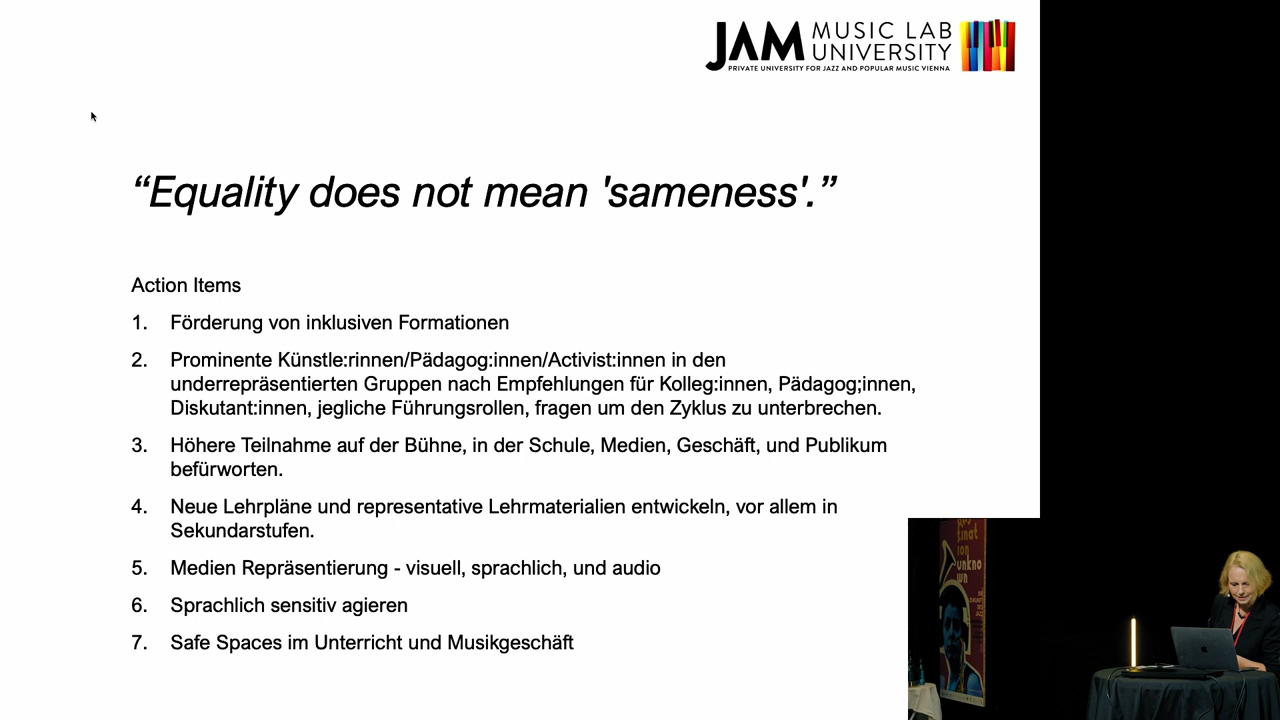 JAM MUSIC LAB
UNIVERSITY
PRIVATE UNIVERSITY FOR JAZZ AND POPULAR MUSIC VIENNA
“Equality does not mean 'sameness'.”
Action Items
1. Förderung von inklusiven Formationen
2. Prominente Künstle:rinnen/Pädagog:innen/Activist:innen in den
underrepräsentierten Gruppen nach Empfehlungen für Kolleg:innen, Pädagog;innen,
Diskutant:innen, jegliche Führungsrollen, fragen um den Zyklus zu unterbrechen.
3. Höhere Teilnahme auf der Bühne, in der Schule, Medien, Geschäft, und Publikum
befürworten.
4. Neue Lehrpläne und representative Lehrmaterialien entwickeln, vor allem in
Sekundarstufen.
5. Medien Repräsentierung - visuell, sprachlich, und audio
6. Sprachlich sensitiv agieren
7. Safe Spaces im Unterricht und Musikgeschäft
tinat
ion
unkno
wn